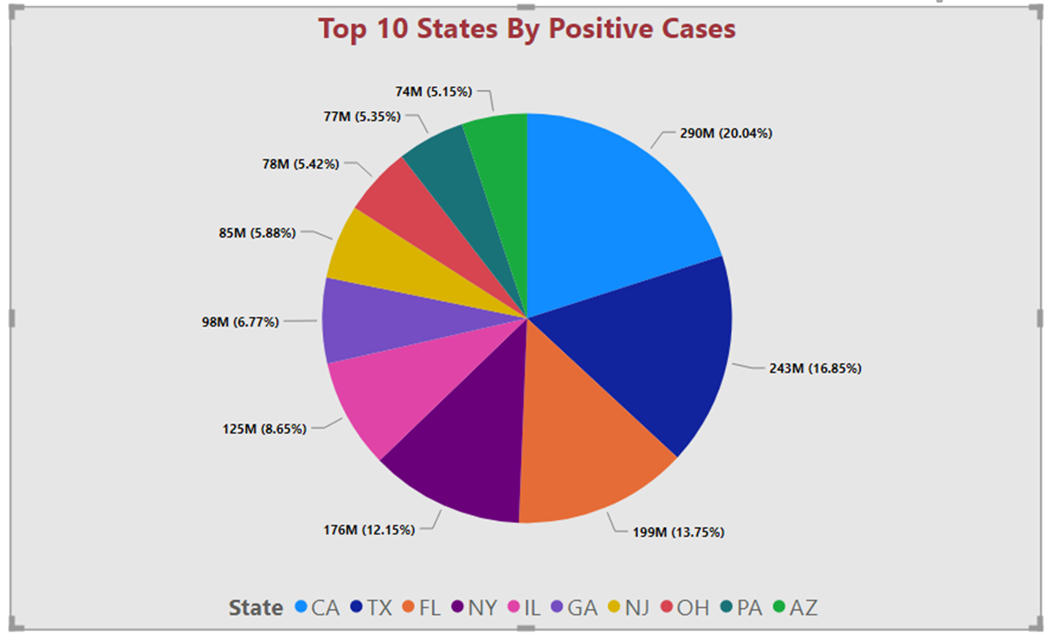 Top 10 States By Positive Cases
74M (5.15%)
77M (5.35%)
290M (20.04%)
78M (5.42%)
85M (5.88%)
98M (6.77%)
243M (16.85%)
125M (8.65%)
176M (12.15%)
199M (13.75%)
State CA TX FL NY IL GA NJ OH PA AZ